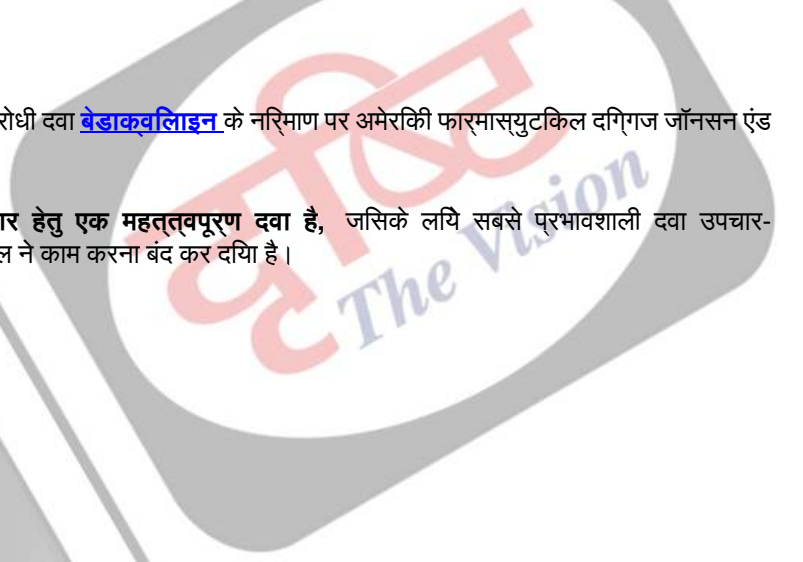 रोधी दवा बेडाक्विलाइन के निर्माण पर अमेरिकी फार्मास्युटिकल दिग्गज जॉनसन एंड
ार हेतु एक महत्त्वपूर्ण दवा है, जिसके लिये सबसे प्रभावशाली दवा उपचार-
ल ने काम करना बंद कर दिया है।
दृष्टि
The Vision